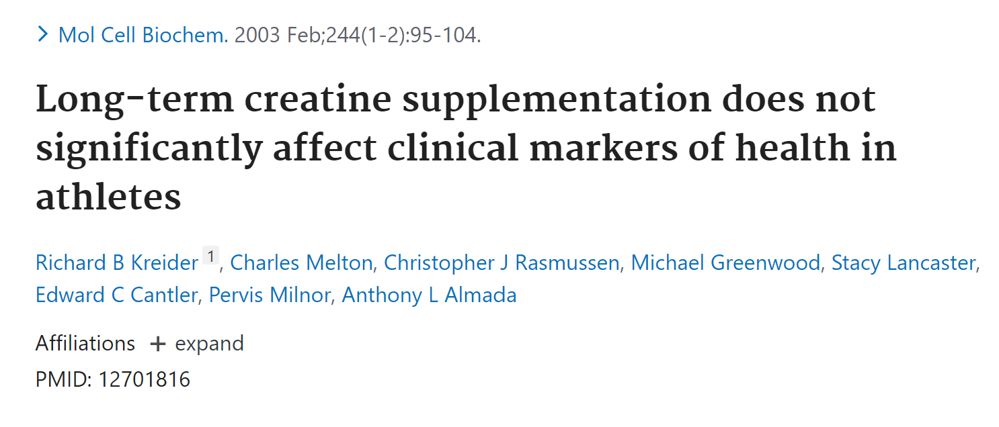 Mol Cell Biochem. 2003 Feb;244(1-2):95-104.
Long-term creatine supplementation does not
significantly affect clinical markers of health in
athletes
Richard B Kreider 1, Charles Melton, Christopher J Rasmussen, Michael Greenwood, Stacy Lancaster,
Edward C Cantler, Pervis Milnor, Anthony L Almada
Affiliations + expand
PMID: 12701816